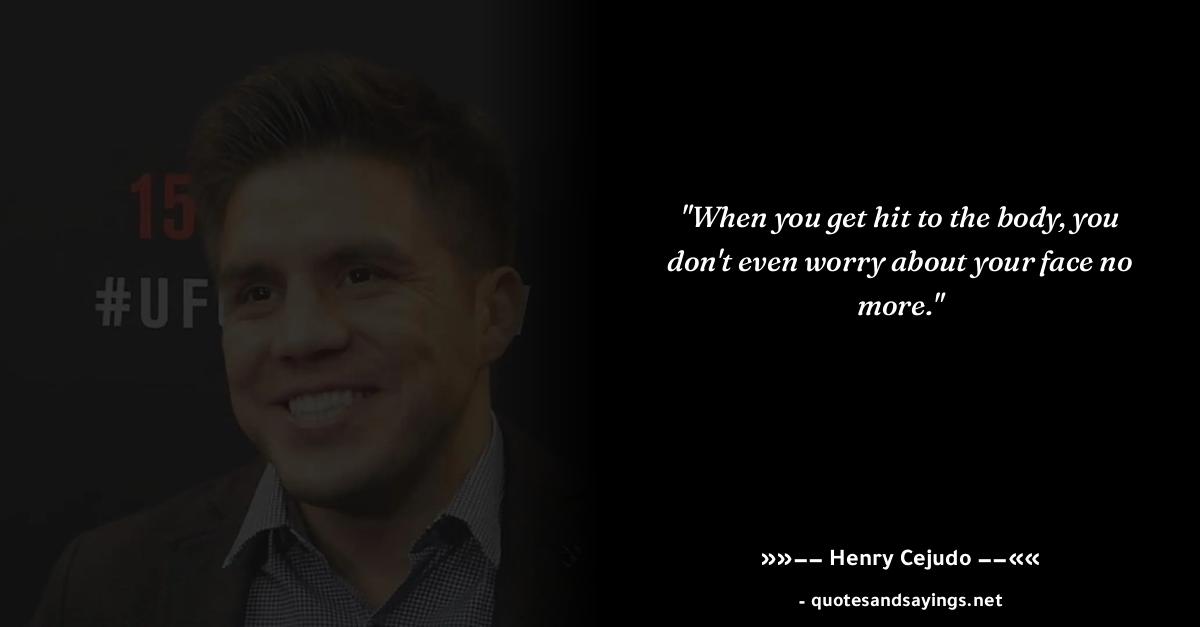 15
#UF
"When you get hit to the body, you
don't even worry about your face no
more."
»»–– Henry Cejudo ––««
- quotesandsayings.net